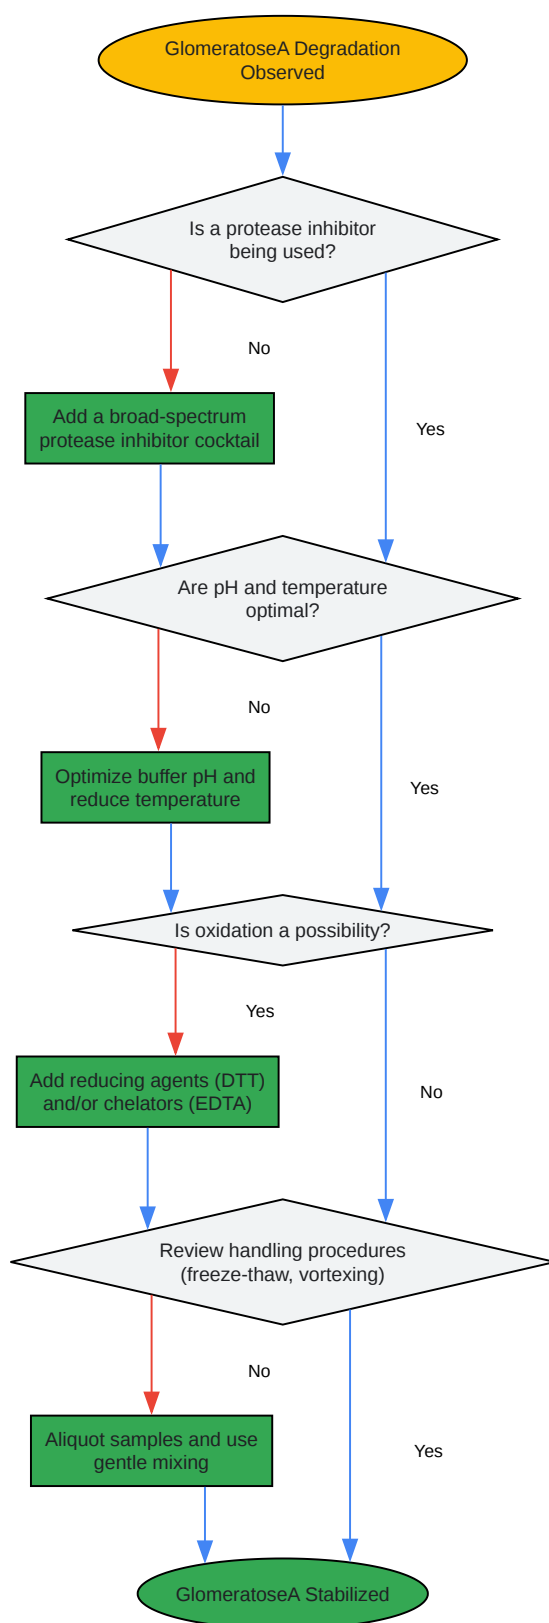 GlomeratoseA Degradation
Observed
Is a protease inhibitor
being used?
No
Add a broad-spectrum
protease inhibitor cocktail
Yes
Are pH and temperature
optimal?
No
Optimize buffer pH and
reduce temperature
Yes
Is oxidation a possibility?
Yes
Add reducing agents (DTT)
and/or chelators (EDTA)
No
Review handling procedures
(freeze-thaw, vortexing)
No
Aliquot samples and use
gentle mixing
Yes
GlomeratoseA Stabilized